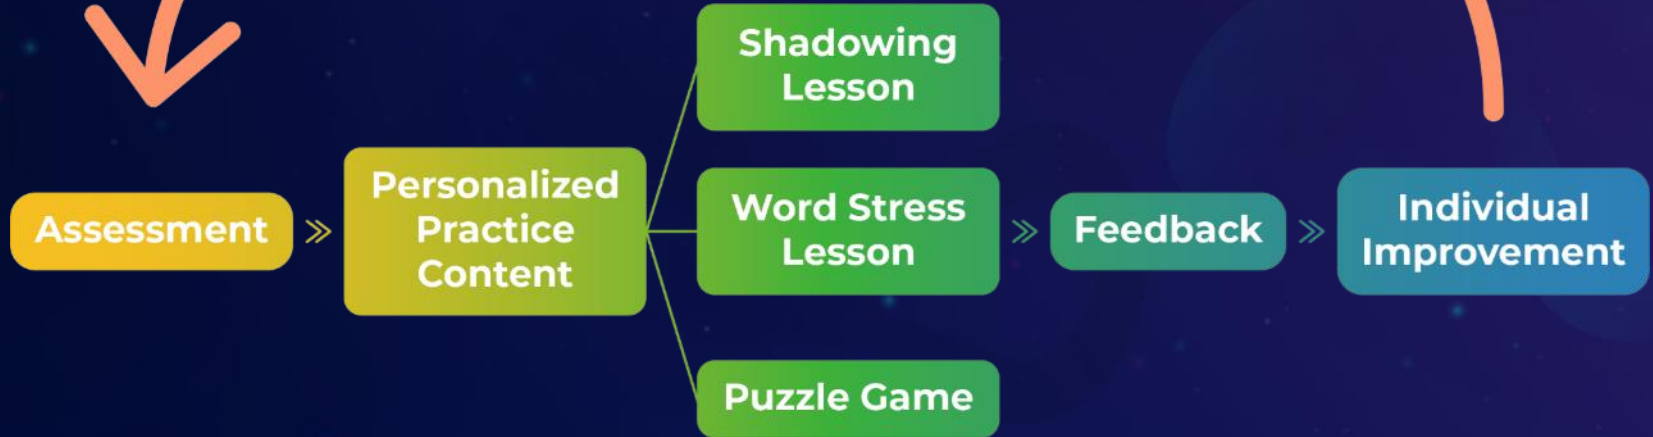 Assessment
Personalized
Practice
Content
Shadowing
Lesson
Word Stress
Lesson
Puzzle Game
Feedback
Individual
Improvement